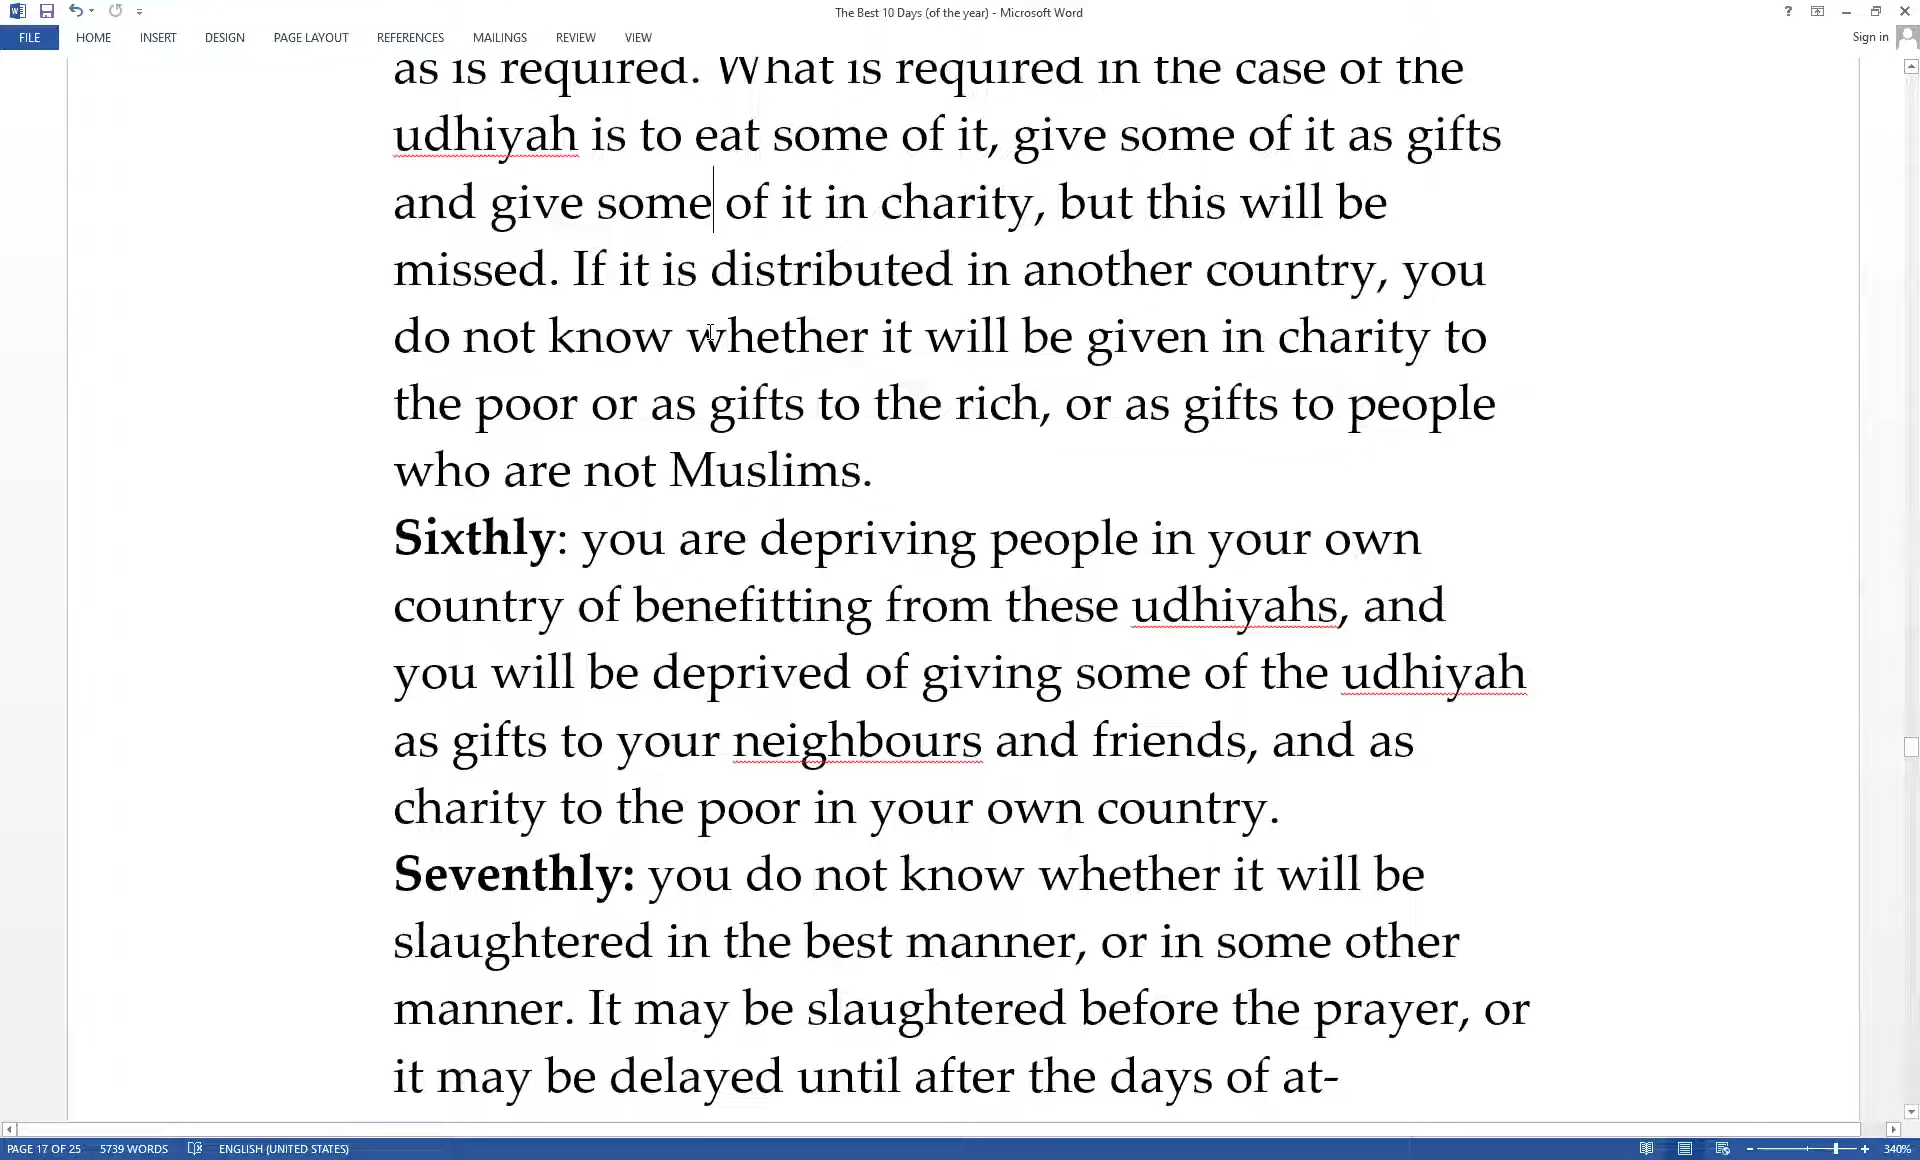 The Best 10 Days (of the year) - Microsoft Word
?
FILE HOME INSERT DESIGN PAGE LAYOUT REFERENCES MAILINGS REVIEW VIEW
Sign in
as is required. What is required in the case of the
udhiyah is to eat some of it, give some of it as gifts
and give some of it in charity, but this will be
missed. If it is distributed in another country, you
do not know whether it will be given in charity to
the poor or as gifts to the rich, or as gifts to people
who are not Muslims.
Sixthly: you are depriving people in your own
country of benefitting from these udhiyahs, and
you will be deprived of giving some of the udhiyah
as gifts to your neighbours and friends, and as
charity to the poor in your own country.
Seventhly: you do not know whether it will be
slaughtered in the best manner, or in some other
manner. It may be slaughtered before the prayer, or
it may be delayed until after the days of at-
PAGE 17 OF 25 5739 WORDS ENGLISH (UNITED STATES) 340%